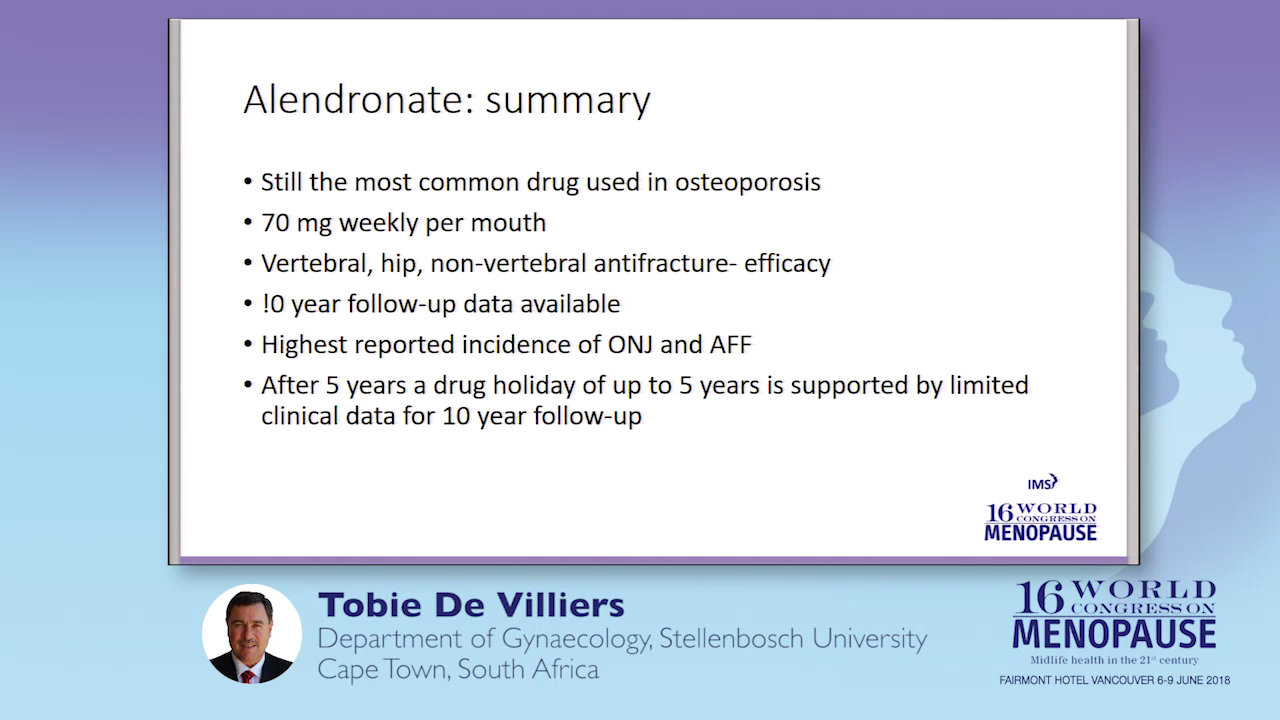 Alendronate: summary
• Still the most common drug used in osteoporosis
• 70 mg weekly per mouth
• Vertebral, hip, non-vertebral antifracture- efficacy
• !0 year follow-up data available
• Highest reported incidence of ONJ and AFF
• After 5 years a drug holiday of up to 5 years is supported by limited
clinical data for 10 year follow-up
IMS
16 WORLD
CONGRESS ON
MENOPAUSE
Tobie De Villiers
Department of Gynaecology, Stellenbosch University
Cape Town, South Africa
16 WORLD
CONGRESS ON
MENOPAUSE
Midlife health in the 21st century
FAIRMONT HOTEL VANCOUVER 6-9 JUNE 2018